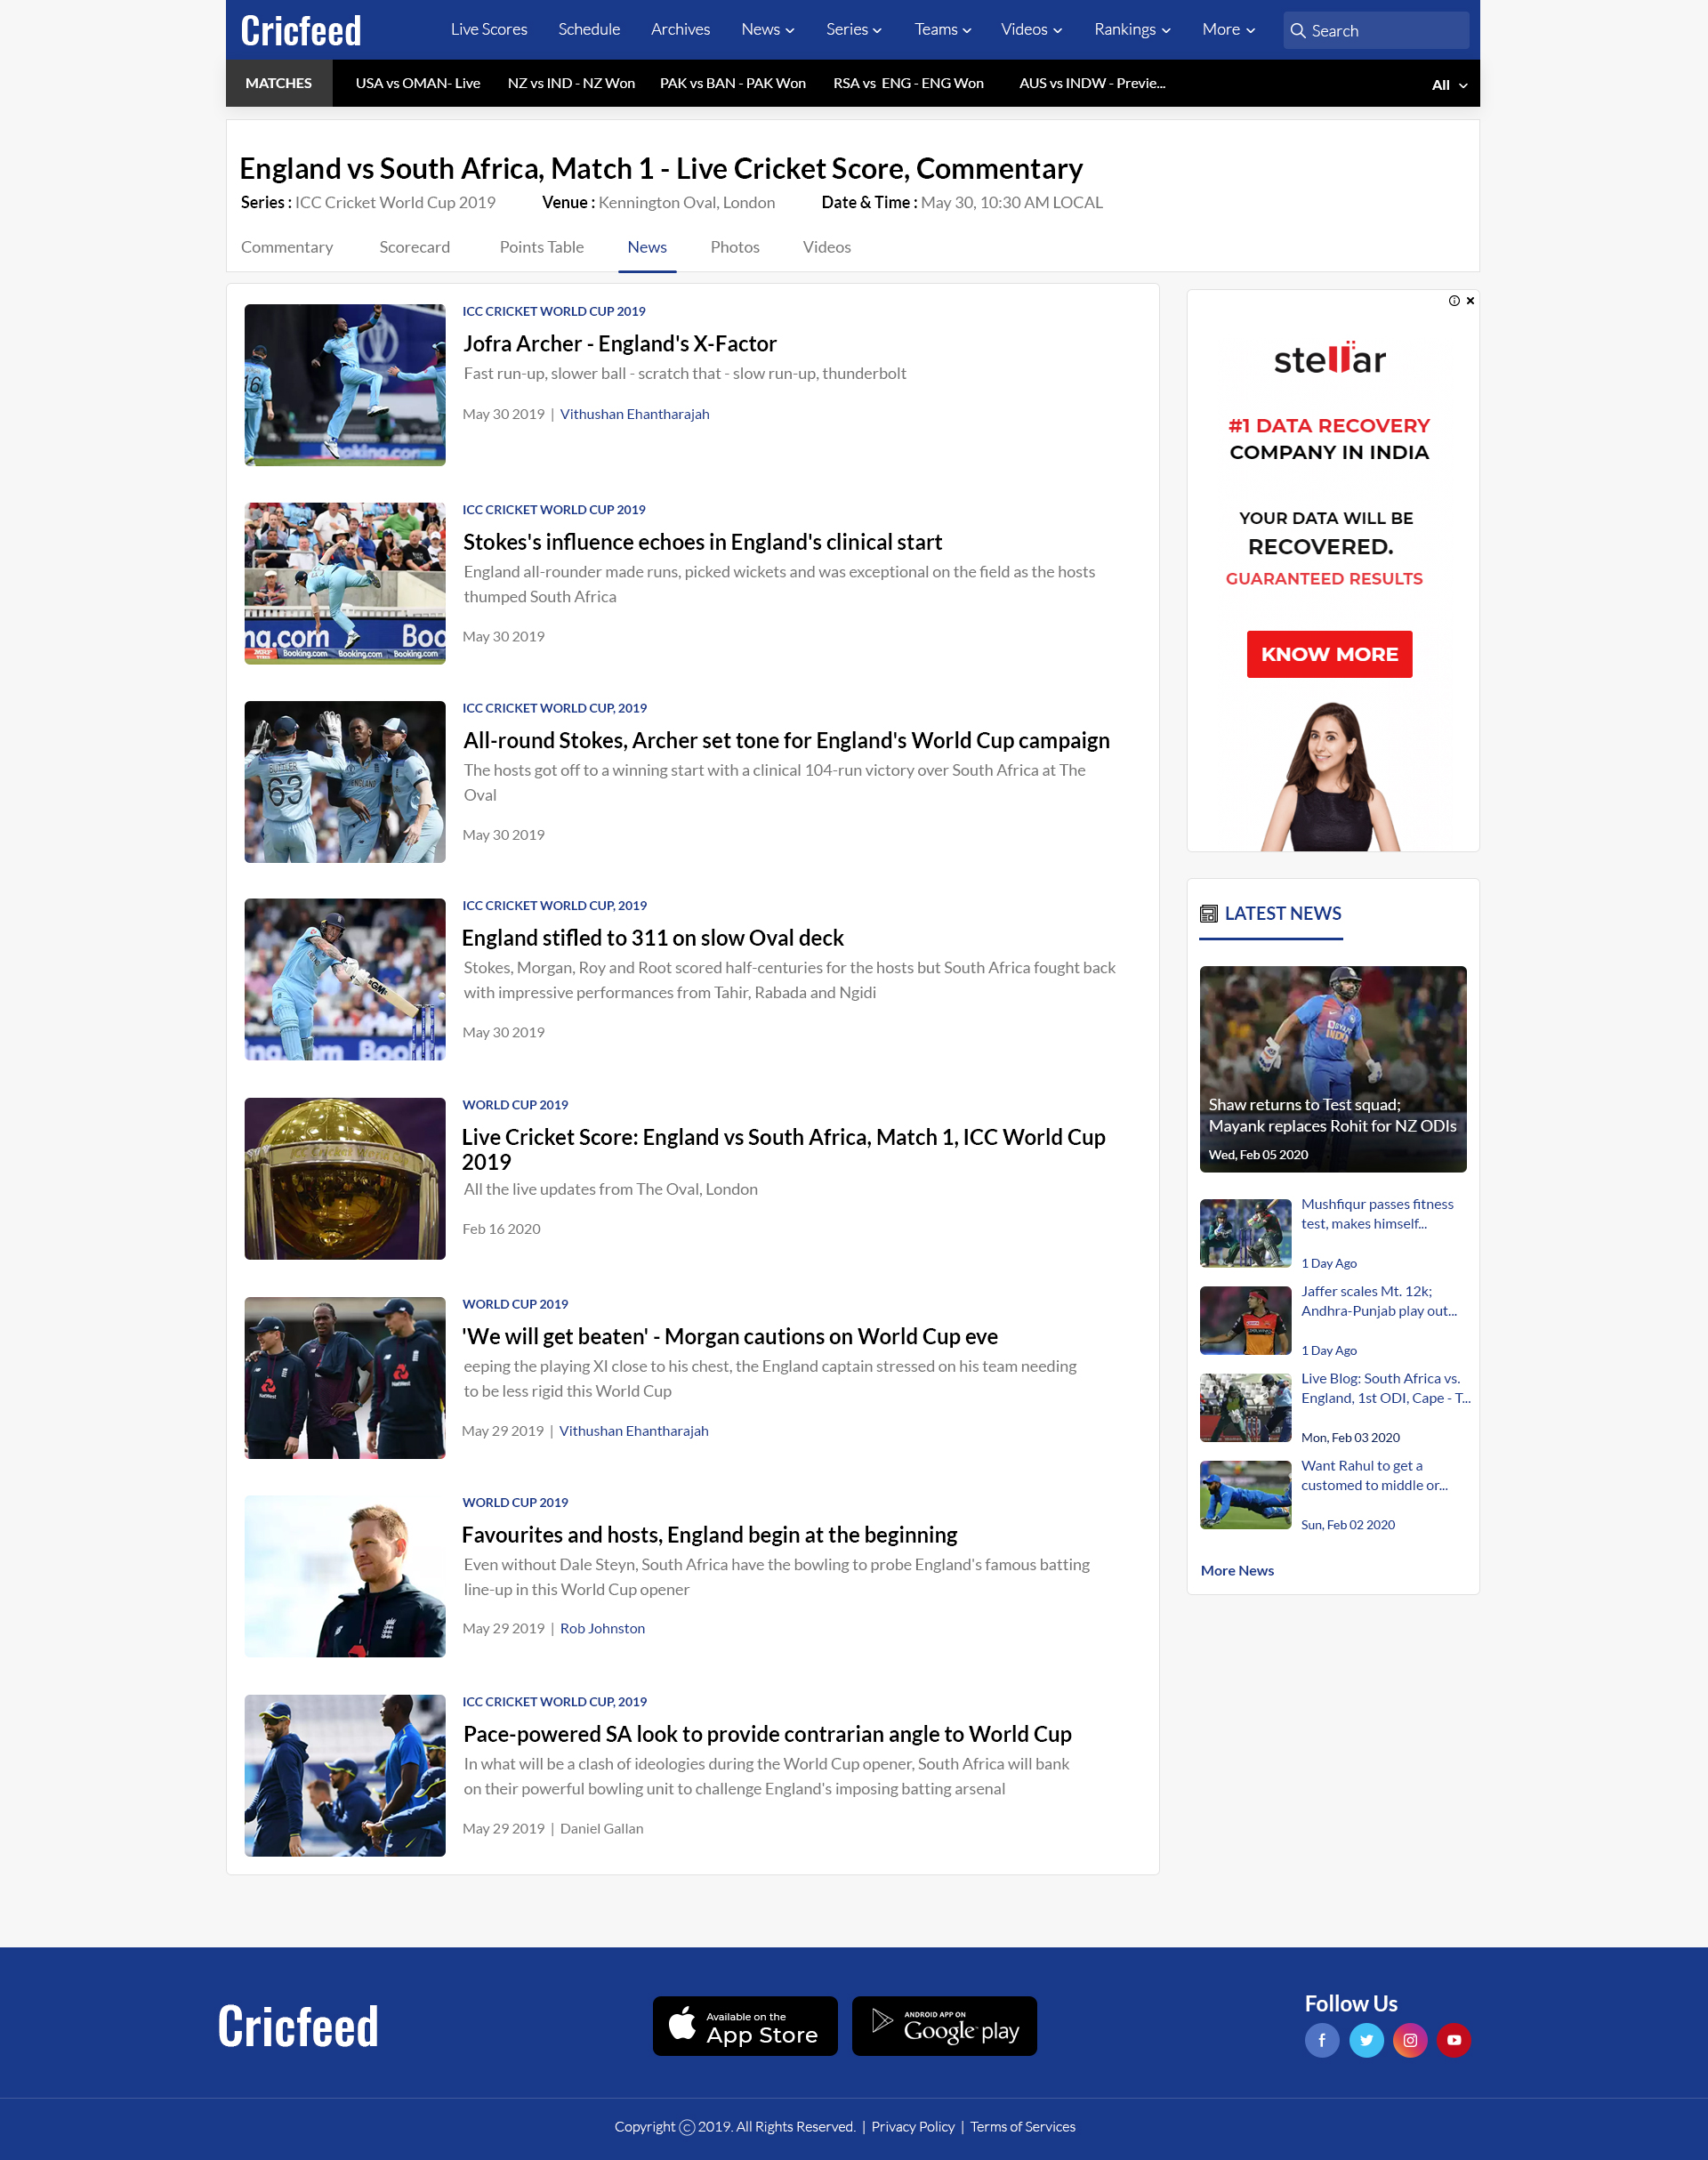 Cricfeed
Live Scores Schedule Archives News Series Teams Videos Rankings More Search
MATCHES USA vs OMAN- Live NZ vs IND - NZ Won PAK vs BAN - PAK Won RSA vs ENG - ENG Won AUS vs INDW - Previe... All
England vs South Africa, Match 1 - Live Cricket Score, Commentary
Series : ICC Cricket World Cup 2019 Venue : Kennington Oval, London Date & Time : May 30, 10:30 AM LOCAL
Commentary Scorecard Points Table News Photos Videos
ICC CRICKET WORLD CUP 2019
Jofra Archer - England's X-Factor
Fast run-up, slower ball - scratch that - slow run-up, thunderbolt
May 30 2019 | Vithushan Ehantharajah
16
Booking.com
ICC CRICKET WORLD CUP 2019
Stokes's influence echoes in England's clinical start
England all-rounder made runs, picked wickets and was exceptional on the field as the hosts
thumped South Africa
May 30 2019
ng.com Boo
Booking.com Booking.com Booking.com
ICC CRICKET WORLD CUP, 2019
All-round Stokes, Archer set tone for England's World Cup campaign
The hosts got off to a winning start with a clinical 104-run victory over South Africa at The
Oval
May 30 2019
BUTTLER
63
ENGLAND
ICC CRICKET WORLD CUP, 2019
England stifled to 311 on slow Oval deck
Stokes, Morgan, Roy and Root scored half-centuries for the hosts but South Africa fought back
with impressive performances from Tahir, Rabada and Ngidi
May 30 2019
GM
WORLD CUP 2019
Live Cricket Score: England vs South Africa, Match 1, ICC World Cup
2019
All the live updates from The Oval, London
Feb 16 2020
ICC Cricket World Cup
WORLD CUP 2019
'We will get beaten' - Morgan cautions on World Cup eve
eeping the playing XI close to his chest, the England captain stressed on his team needing
to be less rigid this World Cup
May 29 2019 | Vithushan Ehantharajah
NatWest NatWest
WORLD CUP 2019
Favourites and hosts, England begin at the beginning
Even without Dale Steyn, South Africa have the bowling to probe England's famous batting
line-up in this World Cup opener
May 29 2019 | Rob Johnston
ICC CRICKET WORLD CUP, 2019
Pace-powered SA look to provide contrarian angle to World Cup
In what will be a clash of ideologies during the World Cup opener, South Africa will bank
on their powerful bowling unit to challenge England's imposing batting arsenal
May 29 2019 | Daniel Gallan
stellar
#1 DATA RECOVERY
COMPANY IN INDIA
YOUR DATA WILL BE
RECOVERED.
GUARANTEED RESULTS
KNOW MORE
LATEST NEWS
INDIA
Shaw returns to Test squad;
Mayank replaces Rohit for NZ ODIs
Wed, Feb 05 2020
Mushfiqur passes fitness
test, makes himself...
1 Day Ago
Jaffer scales Mt. 12k;
Andhra-Punjab play out...
1 Day Ago
Live Blog: South Africa vs.
England, 1st ODI, Cape - T...
Mon, Feb 03 2020
Want Rahul to get a
customed to middle or...
Sun, Feb 02 2020
More News
Cricfeed
Available on the
App Store
ANDROID APP ON
Google play
Follow Us
Copyright © 2019. All Rights Reserved. | Privacy Policy | Terms of Services